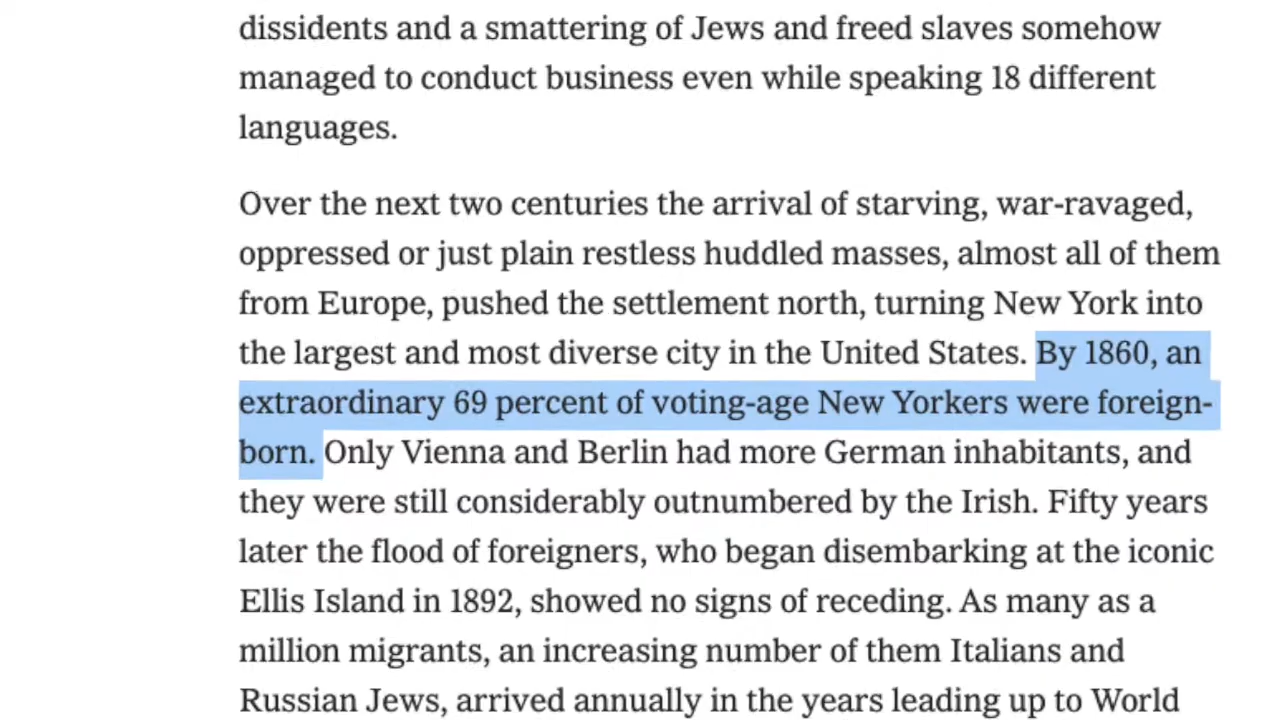 dissidents and a smattering of Jews and freed slaves somehow
managed to conduct business even while speaking 18 different
languages.
Over the next two centuries the arrival of starving, war-ravaged,
oppressed or just plain restless huddled masses, almost all of them
from Europe, pushed the settlement north, turning New York into
the largest and most diverse city in the United States. By 1860, an
extraordinary 69 percent of voting-age New Yorkers were foreign-
born. Only Vienna and Berlin had more German inhabitants, and
they were still considerably outnumbered by the Irish. Fifty years
later the flood of foreigners, who began disembarking at the iconic
Ellis Island in 1892, showed no signs of receding. As many as a
million migrants, an increasing number of them Italians and
Russian Jews, arrived annually in the years leading up to World